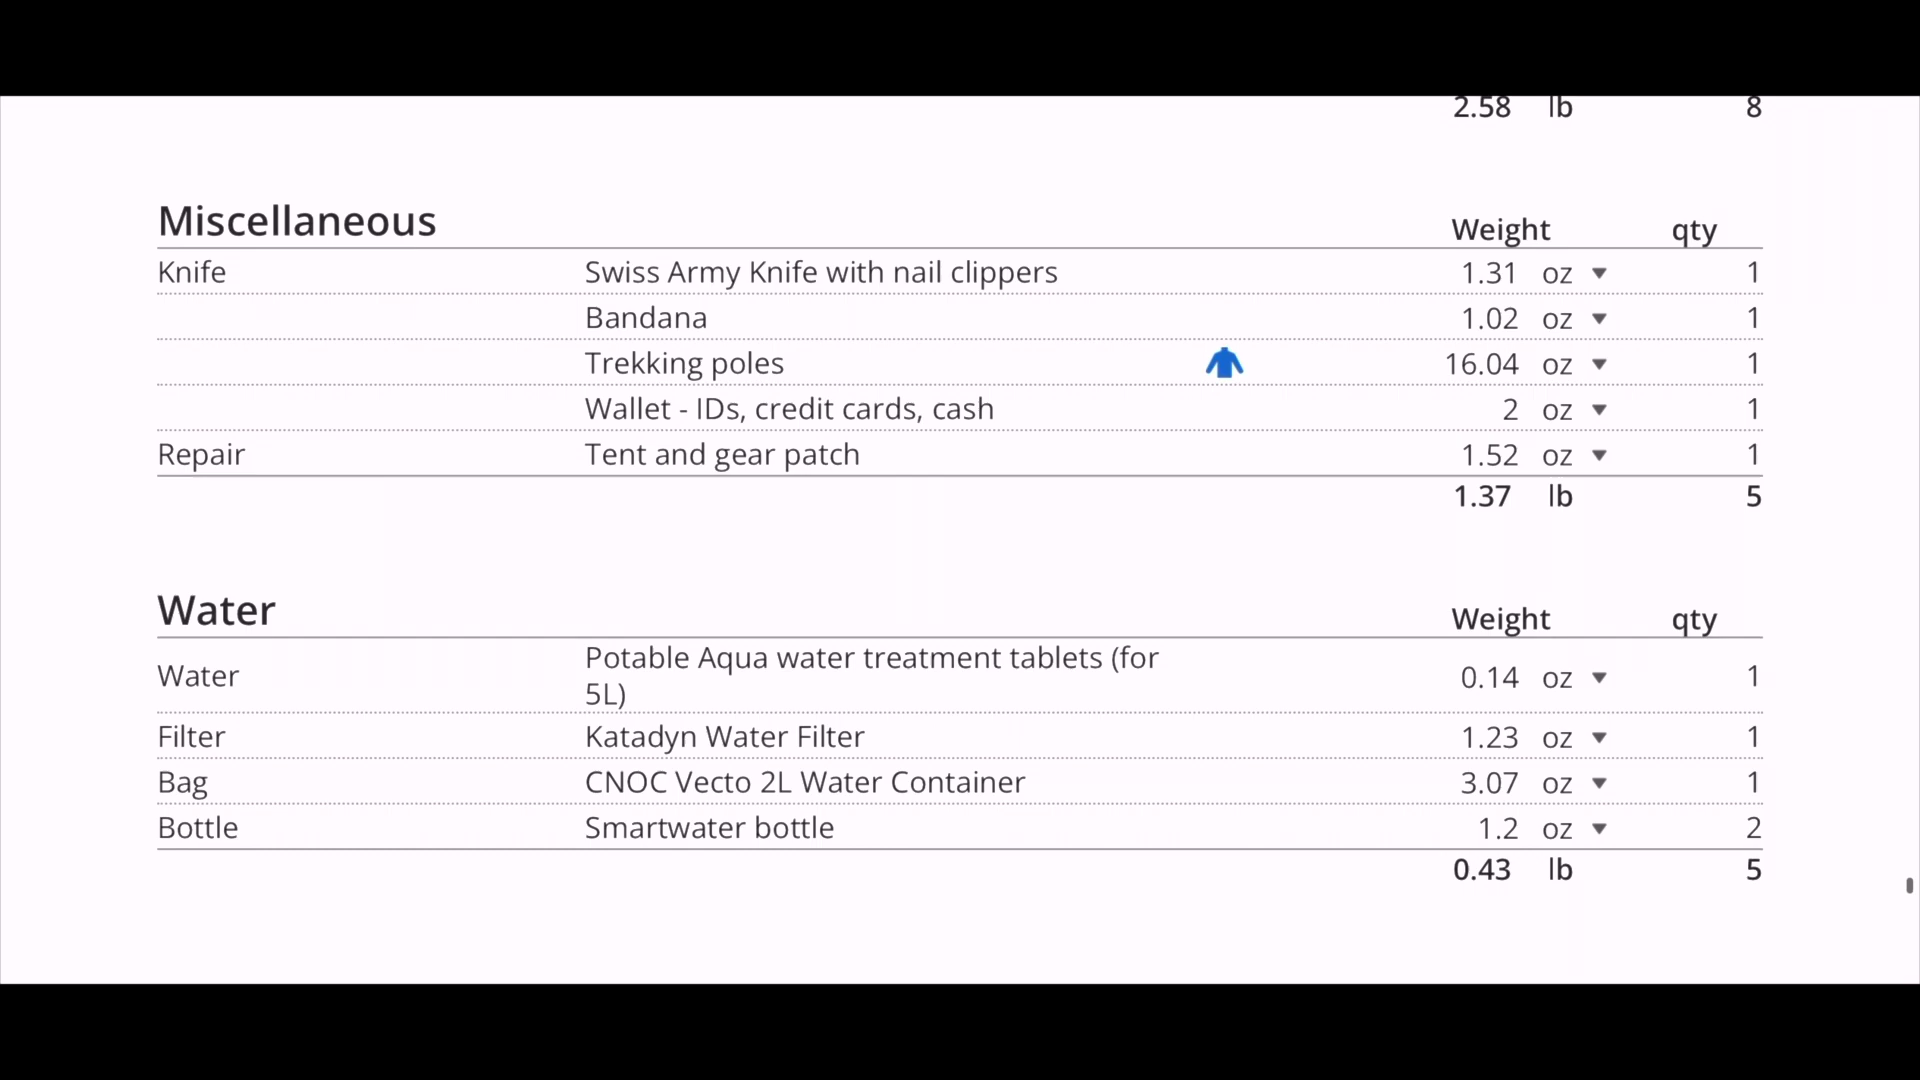 2.58 lb 8
Miscellaneous Weight qty
Knife Swiss Army Knife with nail clippers 1.31 oz 1
Bandana 1.02 oz 1
Trekking poles 16.04 oz 1
Wallet - IDs, credit cards, cash 2 oz 1
Repair Tent and gear patch 1.52 oz 1
1.37 lb 5
Water Weight qty
Water Potable Aqua water treatment tablets (for
5L) 0.14 oz 1
Filter Katadyn Water Filter 1.23 oz 1
Bag CNOC Vecto 2L Water Container 3.07 oz 1
Bottle Smartwater bottle 1.2 oz 2
0.43 lb 5